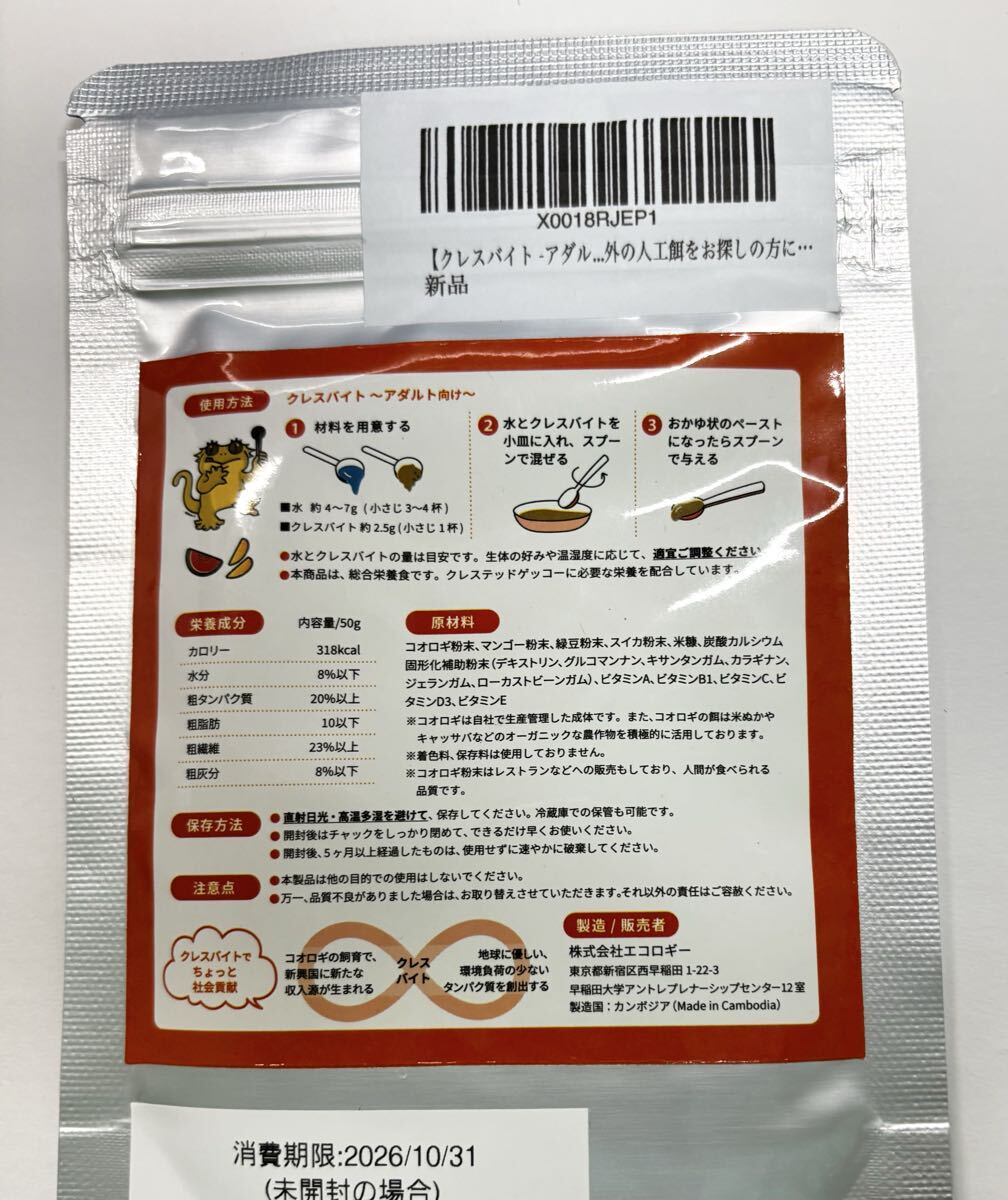 X0018RJEP1
【クレスバイト -アダル...外の人工餌をお探しの方に…
新品
使用方法
クレスバイト 〜アダルト向け〜
1 材料を用意する
■水 約4〜7g (小さじ3〜4杯)
■クレスバイト 約2.5g(小さじ1杯)
2 水とクレスバイトを
小皿に入れ、スプー
ンで混ぜる
3 おかゆ状のペースト
になったらスプーン
で与える
●水とクレスバイトの量は目安です。生体の好みや温湿度に応じて、適宜ご調整ください
●本商品は、総合栄養食です。クレステッドゲッコーに必要な栄養を配合しています。
栄養成分 内容量/50g
カロリー 318kcal
水分 8%以下
粗タンパク質 20%以上
粗脂肪 10以下
粗繊維 23%以上
粗灰分 8%以下
原材料
コオロギ粉末、マンゴー粉末、緑豆粉末、スイカ粉末、米糠、炭酸カルシウム
固形化補助粉末(デキストリン、グルコマンナン、キサンタンガム、カラギナン、
ジェランガム、ローカストビーンガム)、ビタミンA、ビタミンB1、ビタミンC、ビ
タミンD3、ビタミンE
※コオロギは自社で生産管理した成体です。また、コオロギの餌は米ぬかや
キャッサバなどのオーガニックな農作物を積極的に活用しております。
※着色料、保存料は使用しておりません。
※コオロギ粉末はレストランなどへの販売もしており、人間が食べられる
品質です。
保存方法
●直射日光・高温多湿を避けて、保存してください。冷蔵庫での保管も可能です。
●開封後はチャックをしっかり閉めて、できるだけ早くお使いください。
●開封後、5ヶ月以上経過したものは、使用せずに速やかに破棄してください。
注意点
●本製品は他の目的での使用はしないでください。
●万一、品質不良がありました場合は、お取り替えさせていただきます。それ以外の責任はご容赦ください。
クレスバイトで
ちょっと
社会貢献
コオロギの飼育で、
新興国に新たな
収入源が生まれる
クレス
バイト
地球に優しい、
環境負荷の少ない
タンパク質を創出する
製造 / 販売者
株式会社エコロギー
東京都新宿区西早稲田 1-22-3
早稲田大学アントレプレナーシップセンター12室
製造国：カンボジア (Made in Cambodia)
消費期限:2026/10/31
(未開封の場合)